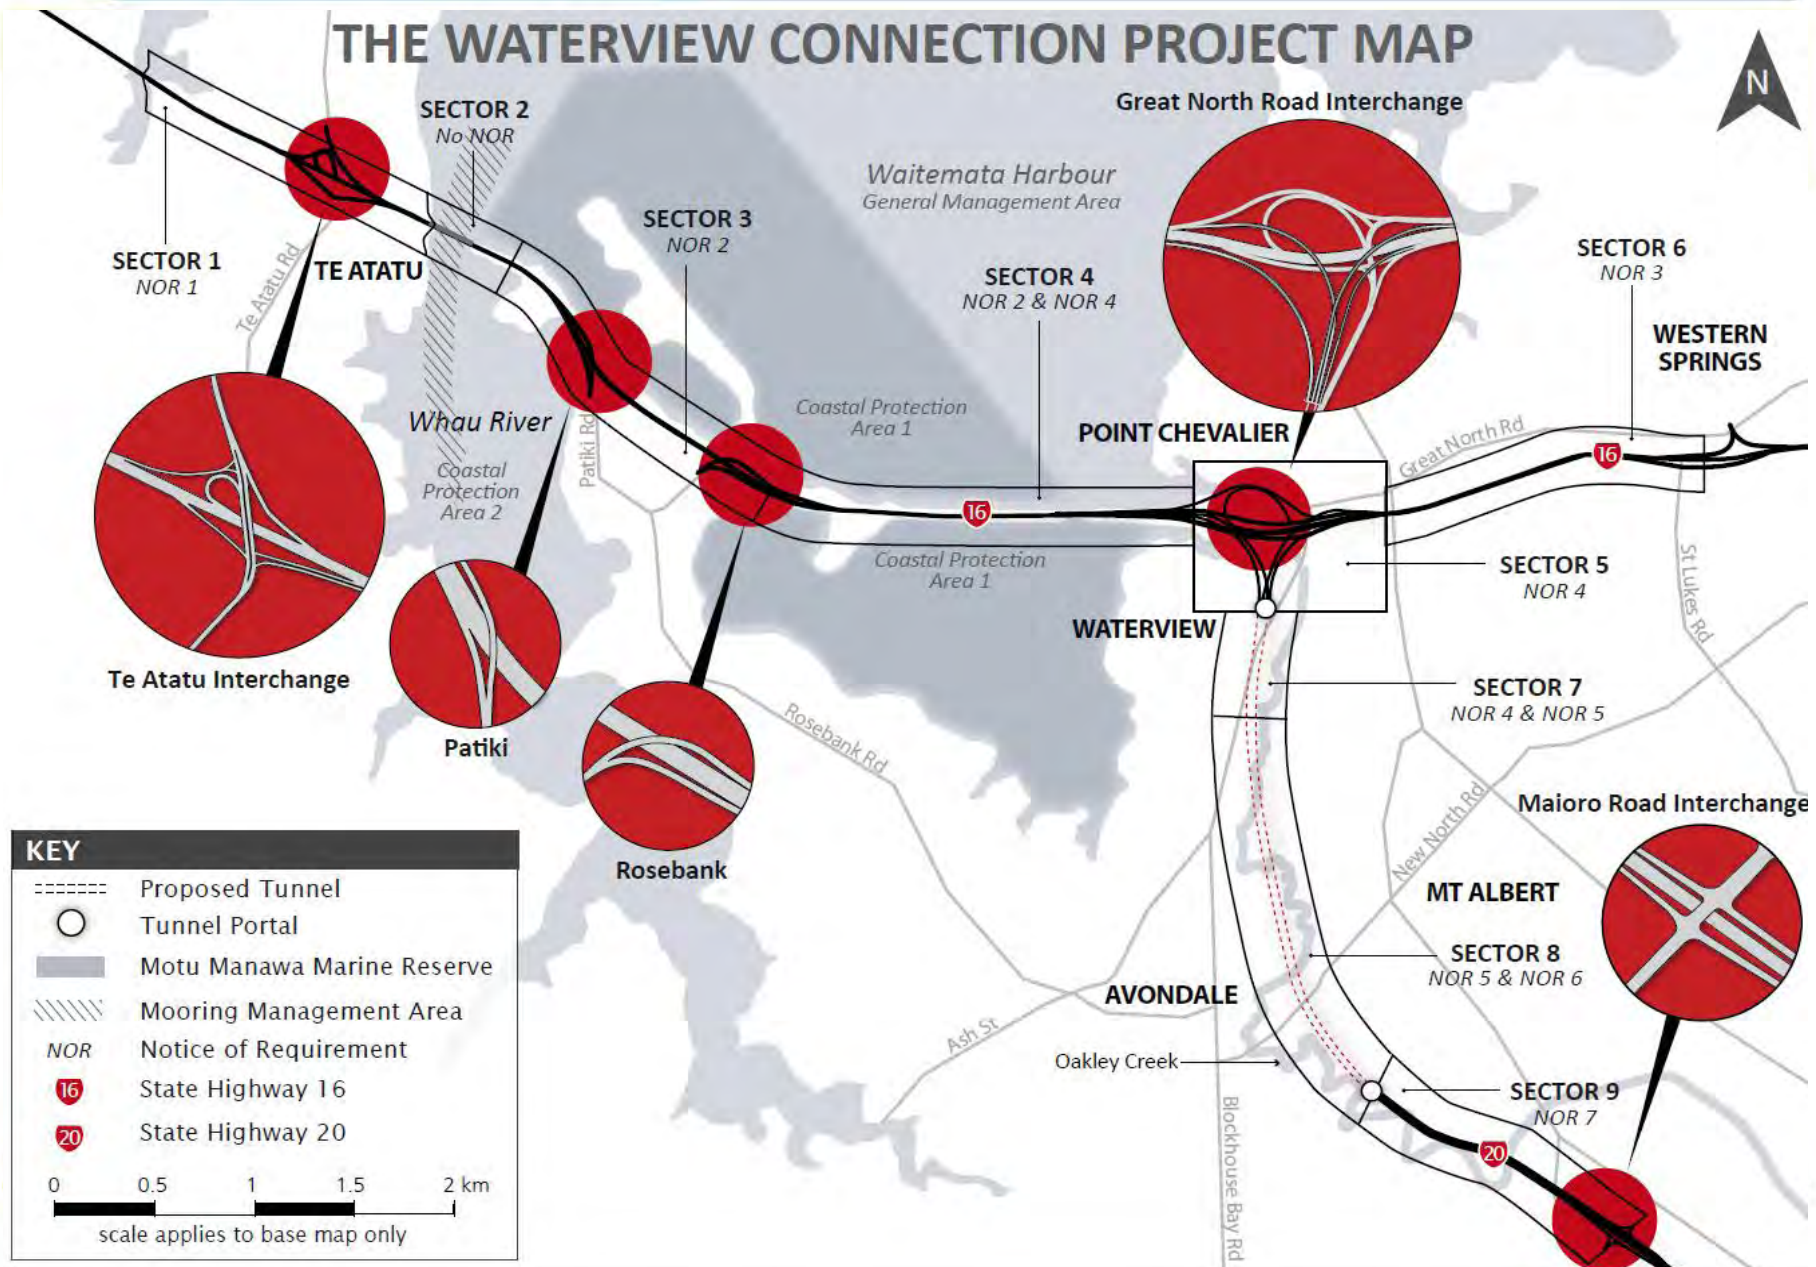 THE WATERVIEW CONNECTION PROJECT MAP
N
Great North Road Interchange
SECTOR 2
No NOR
Waitemata Harbour
General Management Area
SECTOR 3
NOR 2
SECTOR 1
NOR 1
Te Atatu Rd
TE ATATU
SECTOR 4
NOR 2 & NOR 4
SECTOR 6
NOR 3
WESTERN
SPRINGS
Whau River
Patiki Rd
Coastal Protection
Area 1
POINT CHEVALIER
Great North Rd
16
Coastal
Protection
Area 2
16
Coastal Protection
Area 1
SECTOR 5
NOR 4
St Lukes Rd
WATERVIEW
Te Atatu Interchange
Patiki
Rosebank Rd
SECTOR 7
NOR 4 & NOR 5
New North Rd
Maioro Road Interchange
Rosebank
MT ALBERT
SECTOR 8
NOR 5 & NOR 6
AVONDALE
Ash St
Oakley Creek
SECTOR 9
NOR 7
Blockhouse Bay Rd
20
KEY
Proposed Tunnel
Tunnel Portal
Motu Manawa Marine Reserve
Mooring Management Area
NOR Notice of Requirement
16 State Highway 16
20 State Highway 20
0 0.5 1 1.5 2 km
scale applies to base map only